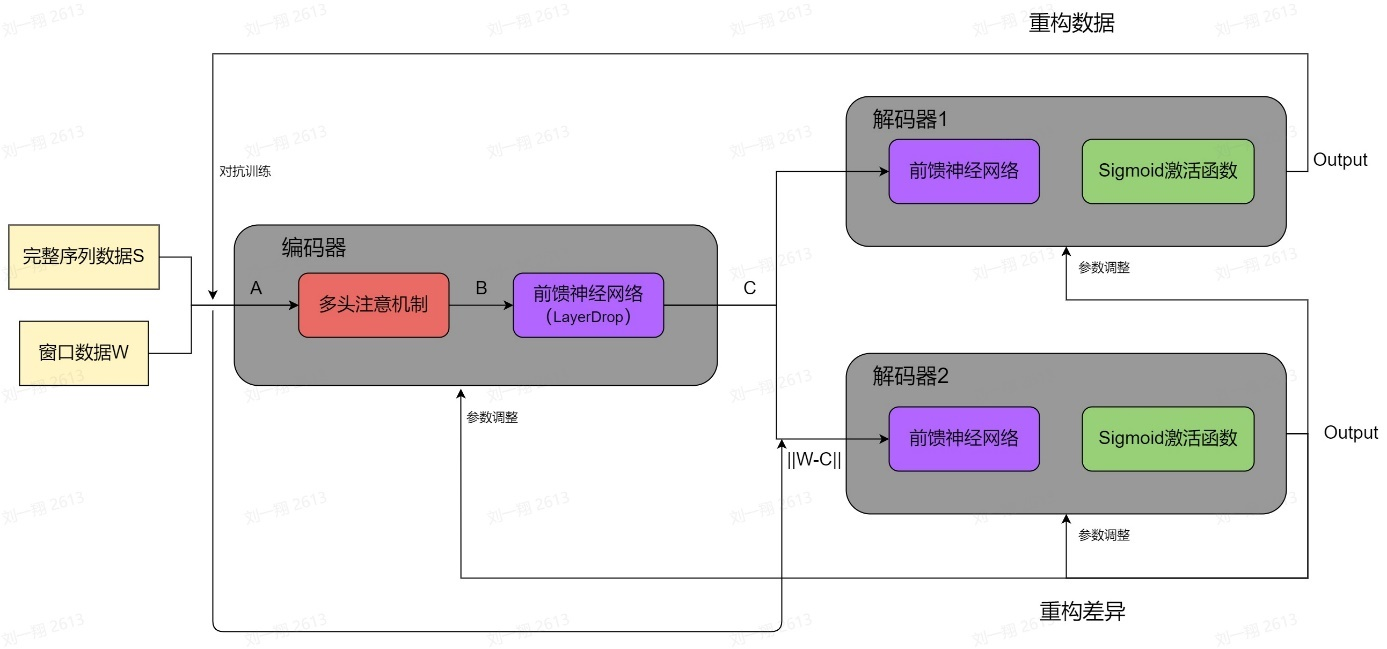 重构数据
解码器1
前馈神经网络
Sigmoid激活函数
Output
对抗训练
完整序列数据S
窗口数据W
编码器
A
多头注意机制
B
前馈神经网络
（LayerDrop）
C
参数调整
解码器2
前馈神经网络
Sigmoid激活函数
Output
||W-C||
参数调整
参数调整
重构差异
刘一翔 2613